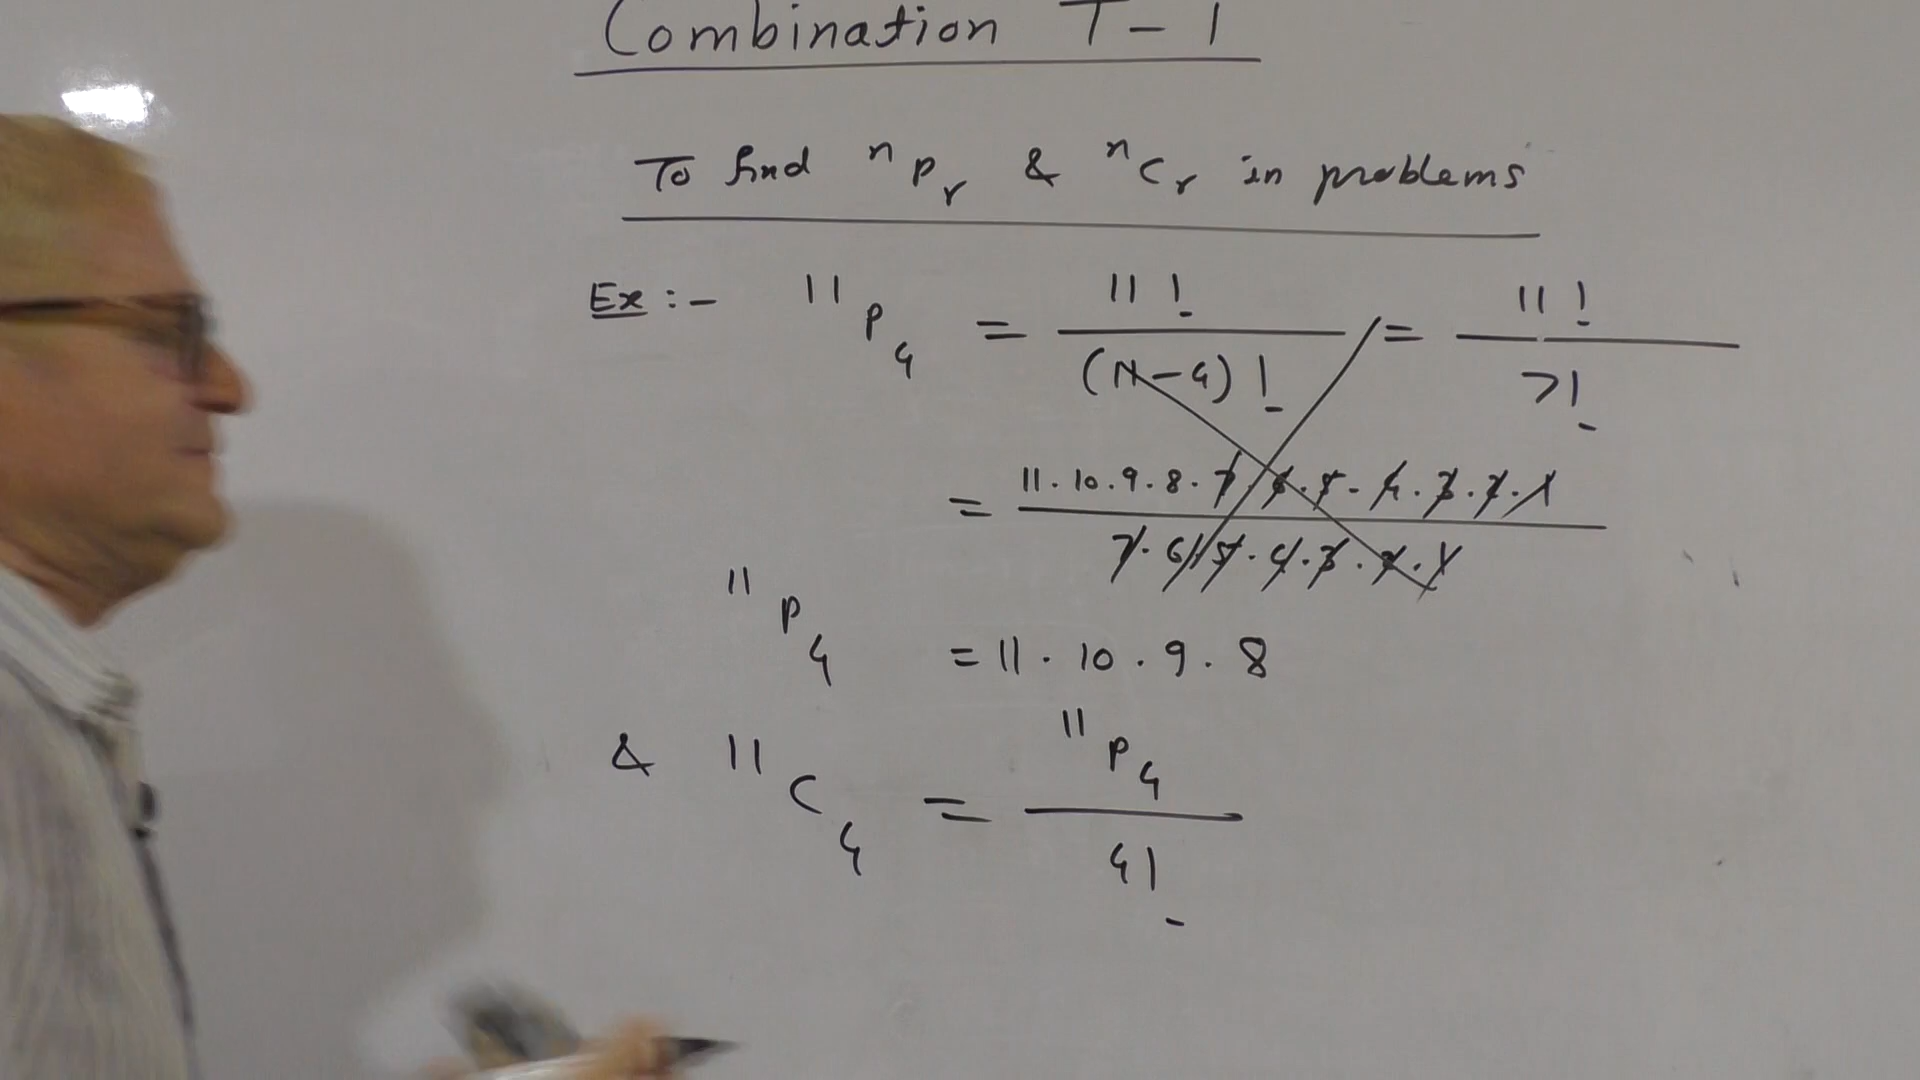 Combination T-1
To find ⁿPᵣ & ⁿCᵣ in problems
Ex :- ¹¹P₄ = 11! / (11-4)! = 11! / 7!
= 11.10.9.8.7.6.5.4.3.2.1 / 7.6.5.4.3.2.1
¹¹P₄ = 11.10.9.8
& ¹¹C₄ = ¹¹P₄ / 4!